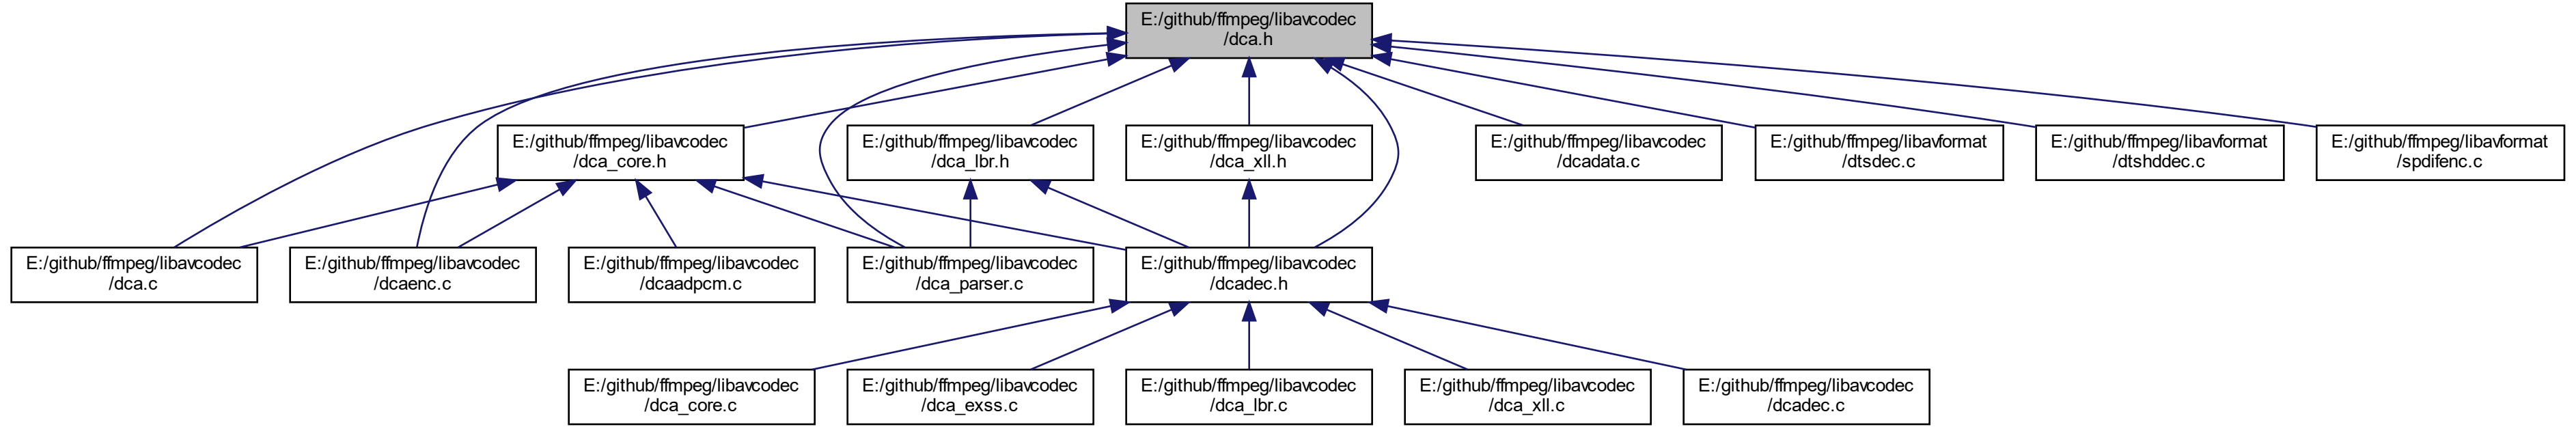 E:/github/ffmpeg/libavcodec
/dca.h
E:/github/ffmpeg/libavcodec
/dca_core.h
E:/github/ffmpeg/libavcodec
/dca_lbr.h
E:/github/ffmpeg/libavcodec
/dca_xll.h
E:/github/ffmpeg/libavcodec
/dcadata.c
E:/github/ffmpeg/libavformat
/dtsdec.c
E:/github/ffmpeg/libavformat
/dtshddec.c
E:/github/ffmpeg/libavformat
/spdifenc.c
E:/github/ffmpeg/libavcodec
/dca.c
E:/github/ffmpeg/libavcodec
/dcaenc.c
E:/github/ffmpeg/libavcodec
/dcaadpcm.c
E:/github/ffmpeg/libavcodec
/dca_parser.c
E:/github/ffmpeg/libavcodec
/dcadec.h
E:/github/ffmpeg/libavcodec
/dca_core.c
E:/github/ffmpeg/libavcodec
/dca_exss.c
E:/github/ffmpeg/libavcodec
/dca_lbr.c
E:/github/ffmpeg/libavcodec
/dca_xll.c
E:/github/ffmpeg/libavcodec
/dcadec.c